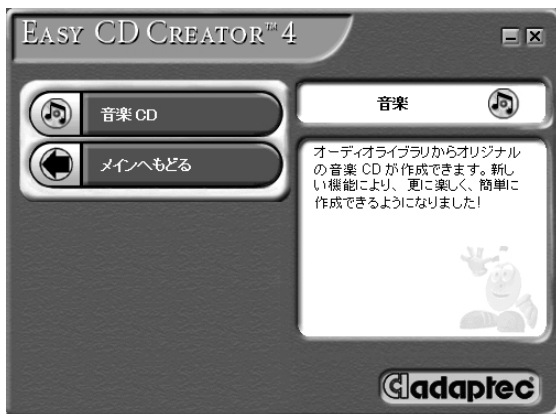 EASY CD CREATOR™ 4
音楽 CD
メインへもどる
音楽
オーディオライブラリからオリジナル
の音楽 CD が作成できます。新し
い機能により、更に楽しく、簡単に
作成できるようになりました!
adaptec